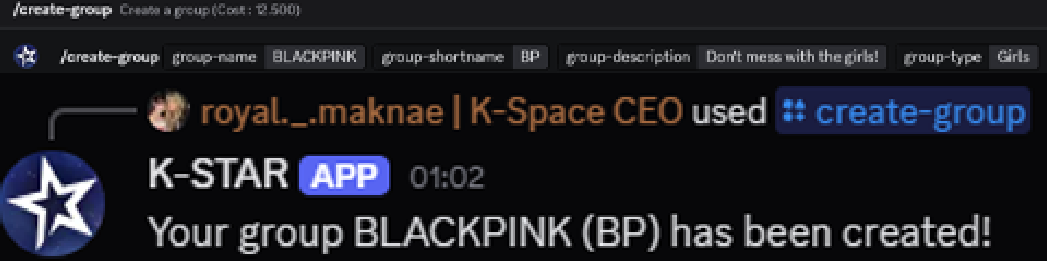 /create-group Create a group (Cost : 12.500)
/create-group group-name BLACKPINK group-shortname BP group-description Don't mess with the girls! group-type Girls
royal._.maknae | K-Space CEO used create-group
K-STAR APP 01:02
Your group BLACKPINK (BP) has been created!